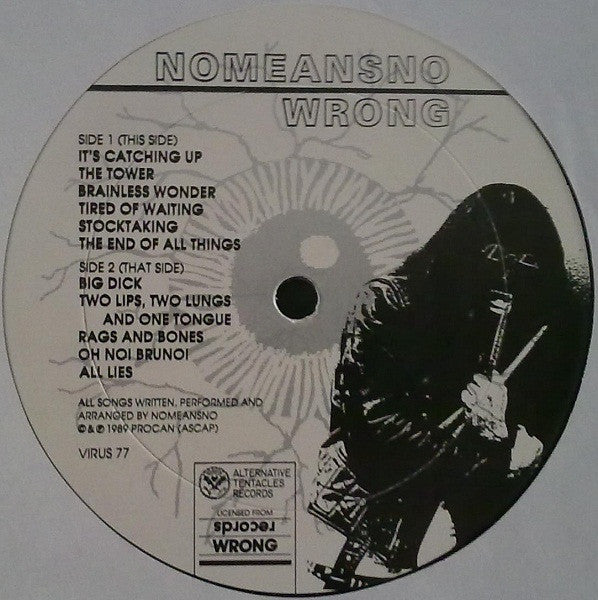 NOMEANSNO
WRONG
SIDE 1 (THIS SIDE)
IT'S CATCHING UP
THE TOWER
BRAINLESS WONDER
TIRED OF WAITING
STOCKTAKING
THE END OF ALL THINGS
SIDE 2 (THAT SIDE)
BIG DICK
TWO LIPS, TWO LUNGS
AND ONE TONGUE
RAGS AND BONES
OH NO! BRUNO!
ALL LIES
ALL SONGS WRITTEN, PERFORMED AND
ARRANGED BY NOMEANSNO
© & ℗ 1989 PROCAN (ASCAP)
VIRUS 77
ALTERNATIVE
TENTACLES
RECORDS
LICENSED FROM
records
WRONG